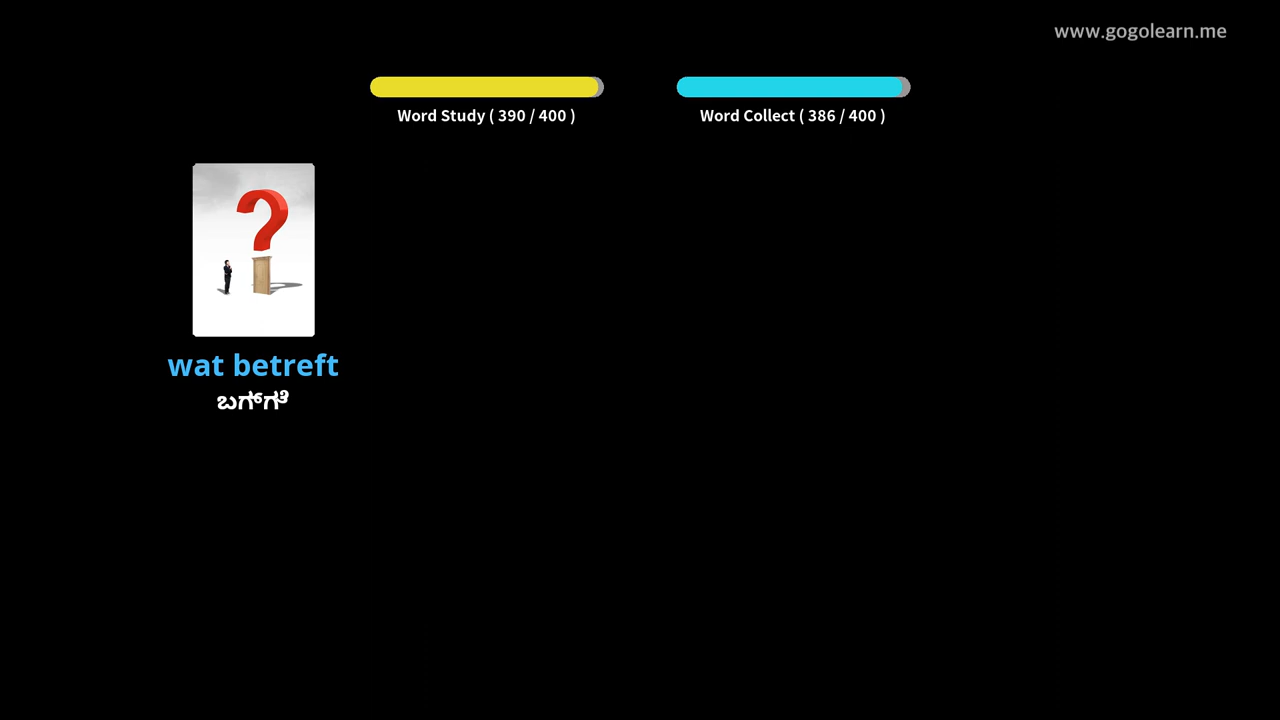 www.gogolearn.me
Word Study ( 390 / 400 )
Word Collect ( 386 / 400 )
wat betreft
ಬಗ್‌ಗೆ